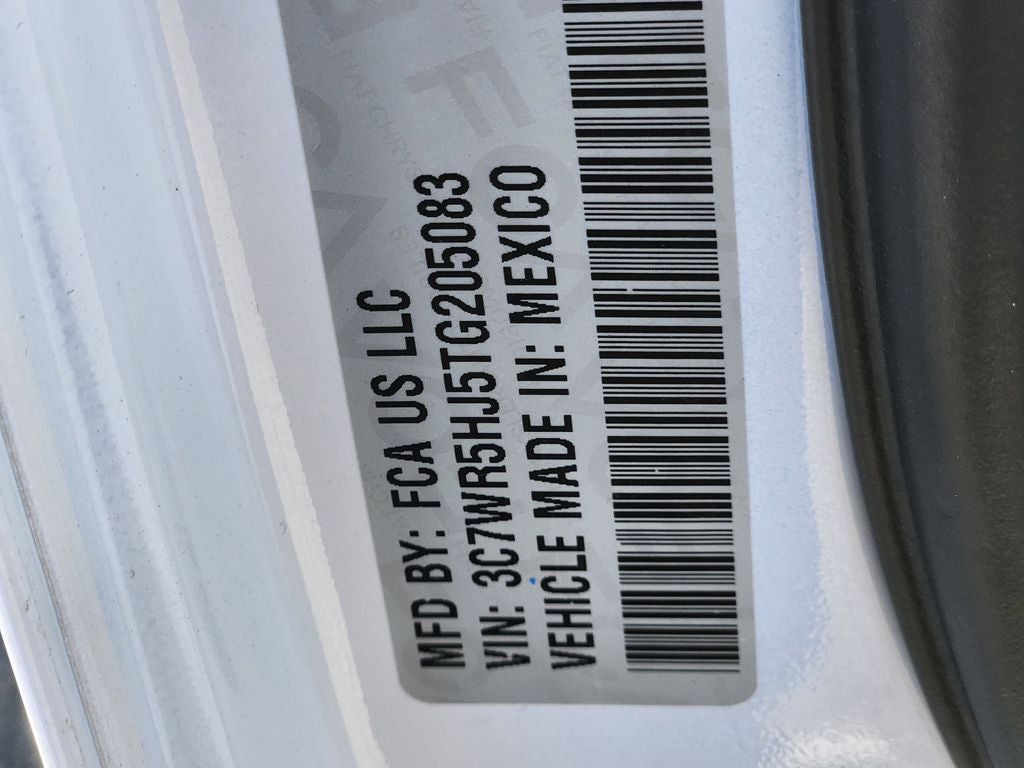 MFD BY: FCA US LLC
VIN: 3C7WR5HJ5TG205083
VEHICLE MADE IN: MEXICO